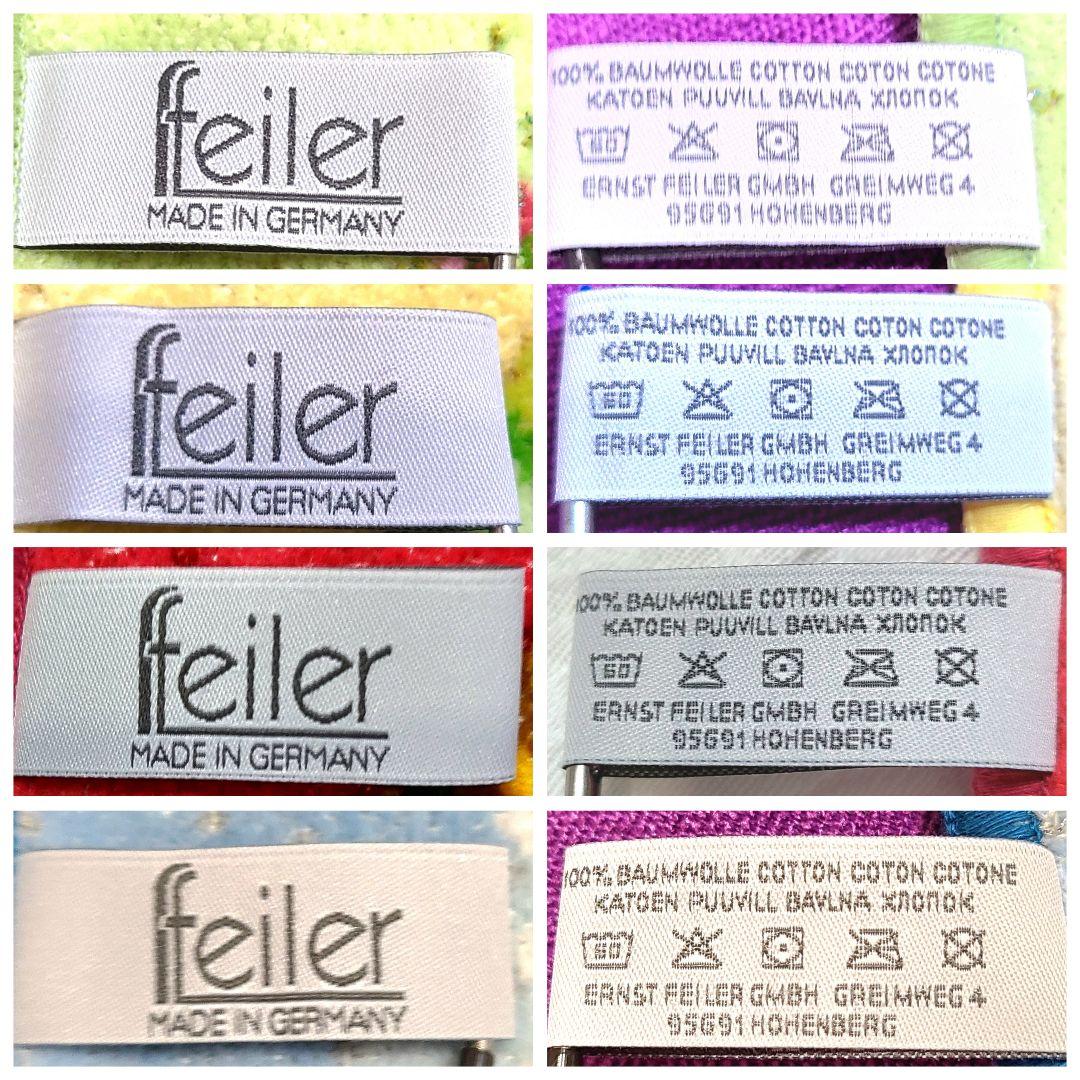 feiler
MADE IN GERMANY
100% BAUMWOLLE COTTON COTON COTONE
KATOEN PUUVILL BAVLNA ХЛОПОК
60
ERNST FEILER GMBH GREIMWEG 4
95691 HOHENBERG
feiler
MADE IN GERMANY
100% BAUMWOLLE COTTON COTON COTONE
KATOEN PUUVILL BAVLNA ХЛОПОК
60
ERNST FEILER GMBH GREIMWEG 4
95691 HOHENBERG
feiler
MADE IN GERMANY
100% BAUMWOLLE COTTON COTON COTONE
KATOEN PUUVILL BAVLNA ХЛОПОК
60
ERNST FEILER GMBH GREIMWEG 4
95691 HOHENBERG
feiler
MADE IN GERMANY
100% BAUMWOLLE COTTON COTON COTONE
KATOEN PUUVILL BAVLNA ХЛОПОК
60
ERNST FEILER GMBH GREIMWEG 4
95691 HOHENBERG